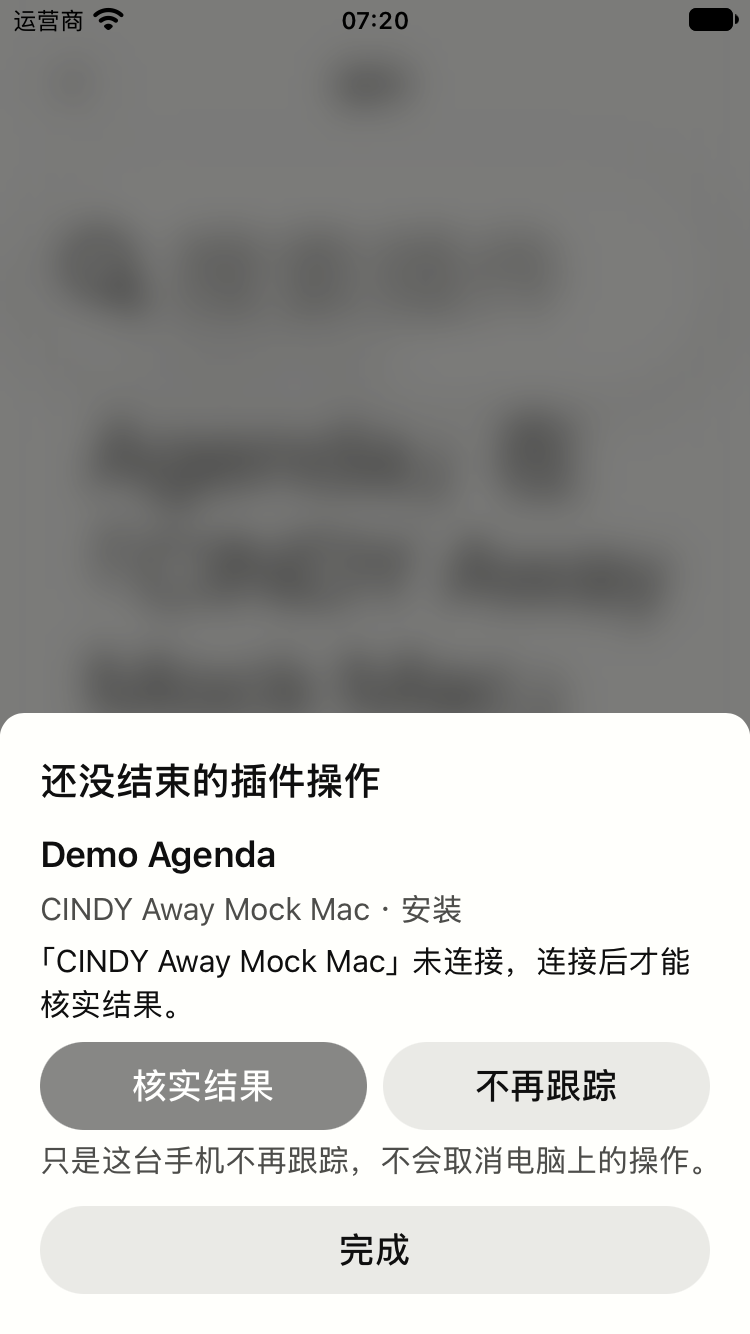 运营商
07:20
还没结束的插件操作
Demo Agenda
CINDY Away Mock Mac · 安装
「CINDY Away Mock Mac」未连接，连接后才能
核实结果。
核实结果
不再跟踪
只是这台手机不再跟踪，不会取消电脑上的操作。
完成